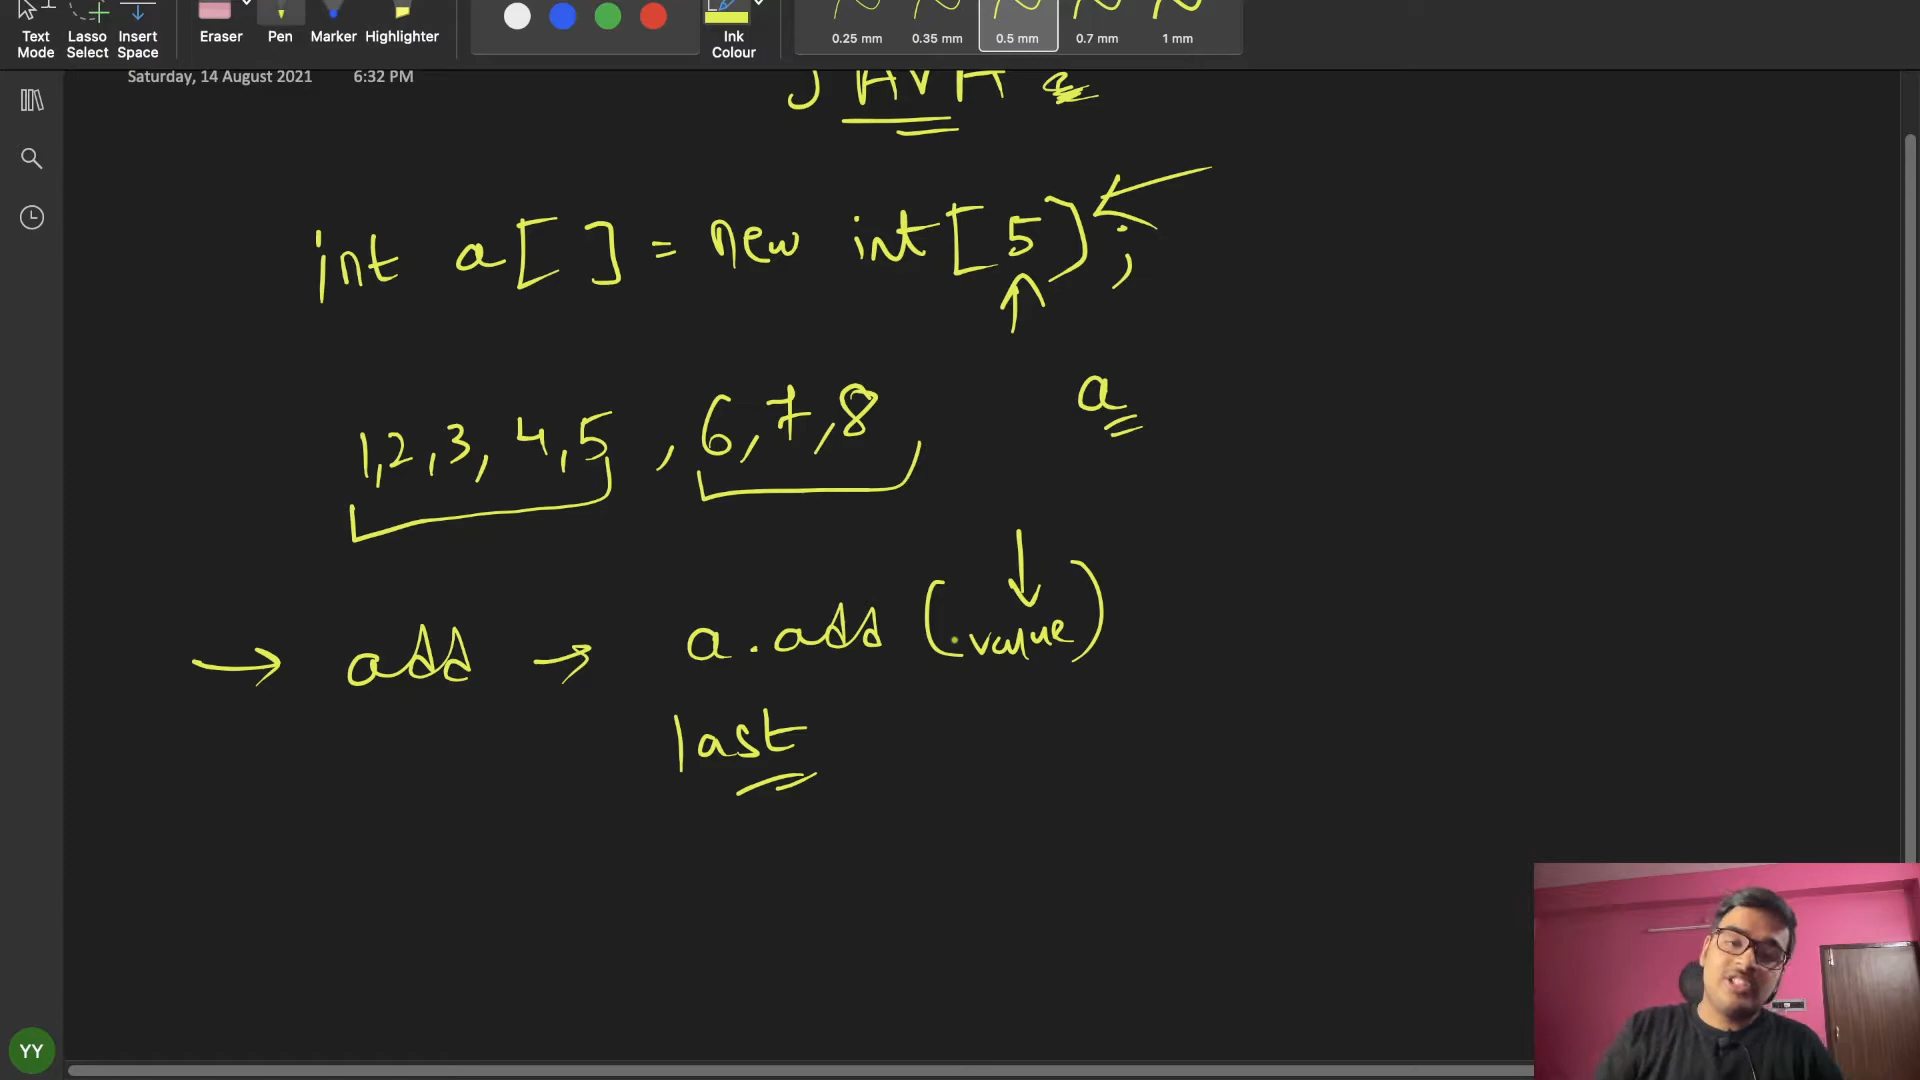 Text Mode
Lasso Select
Insert Space
Eraser
Pen
Marker
Highlighter
Ink Colour
0.25 mm
0.35 mm
0.5 mm
0.7 mm
1 mm
Saturday, 14 August 2021 6:32 PM
JAVA
int a[ ] = new int[5);
1,2,3,4,5 , 6,7,8,
a
→ add → a.add (.value)
last
YY